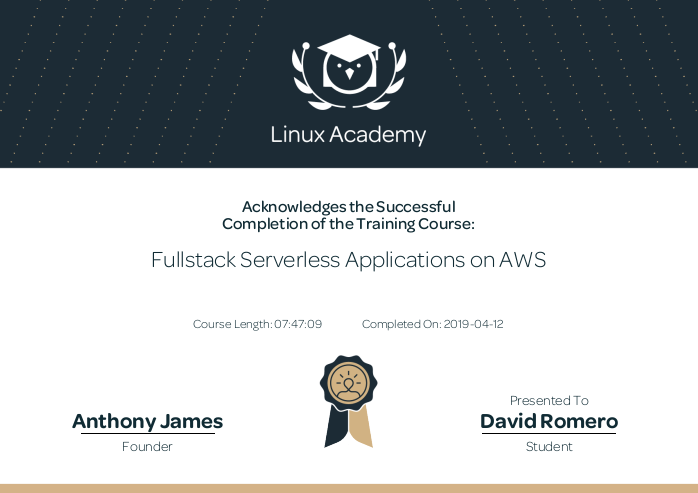 Linux Academy
Acknowledges the Successful
Completion of the Training Course:
Fullstack Serverless Applications on AWS
Course Length: 07:47:09 Completed On: 2019-04-12
Presented To
Anthony James David Romero
Founder Student